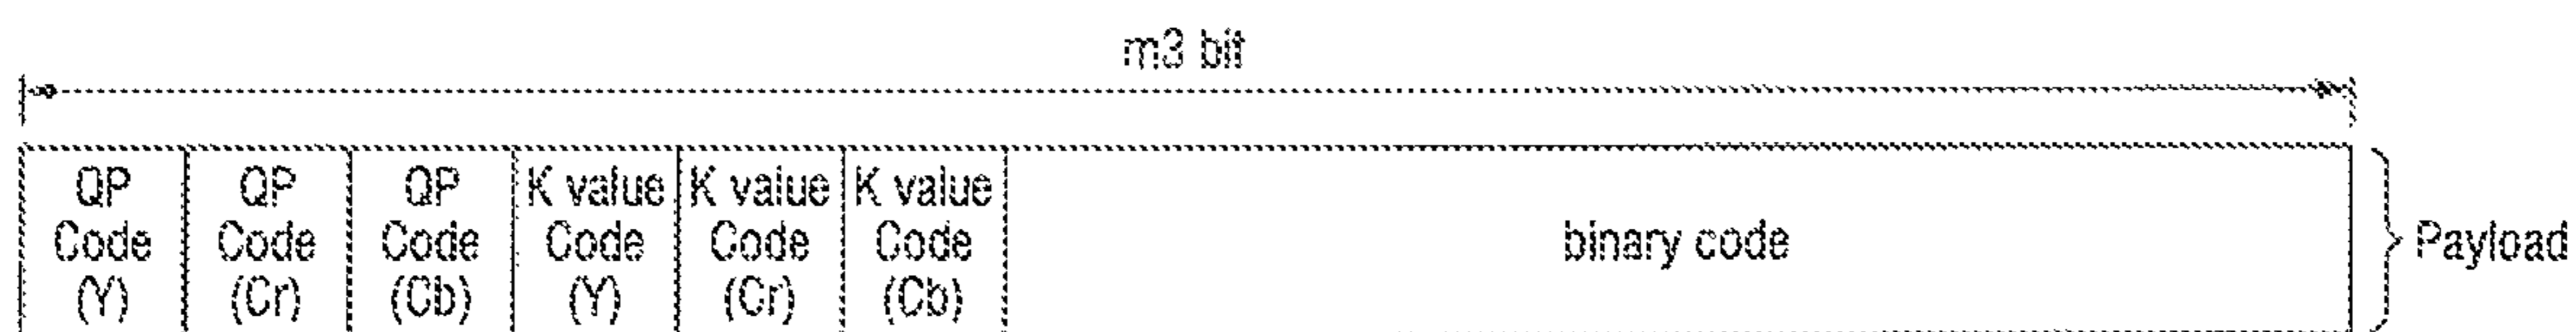 m3 bit
QP Code (Y)
QP Code (Cr)
QP Code (Cb)
K value Code (Y)
K value Code (Cr)
K value Code (Cb)
binary code
Payload